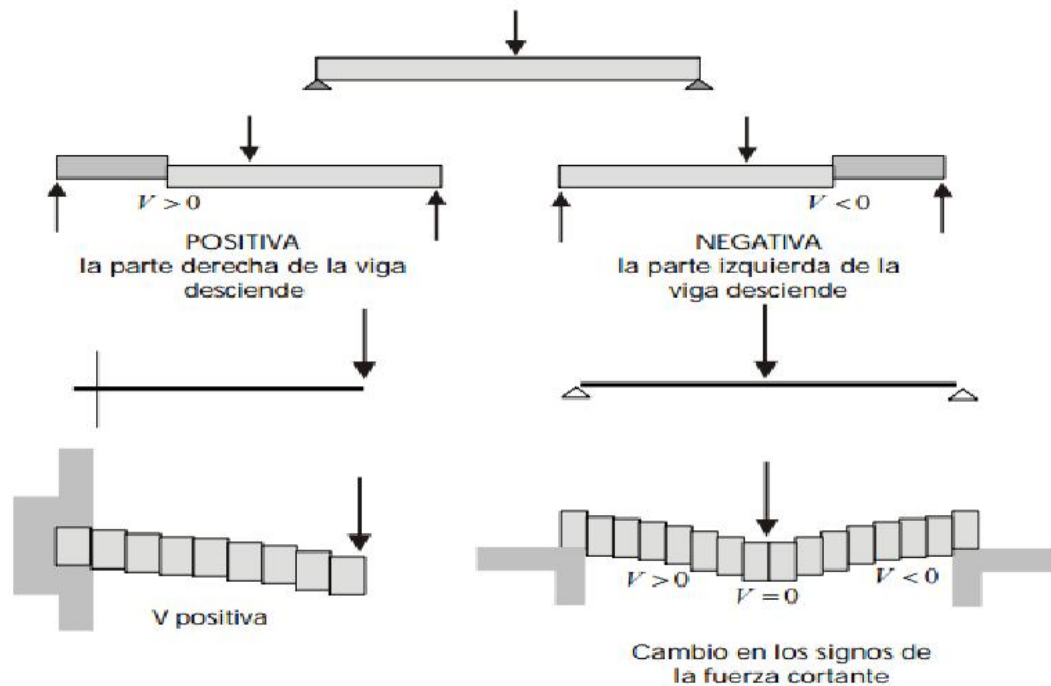 V > 0
POSITIVA
la parte derecha de la viga
desciende
V < 0
NEGATIVA
la parte izquierda de la
viga desciende
V positiva
V > 0
V = 0
V < 0
Cambio en los signos de
la fuerza cortante